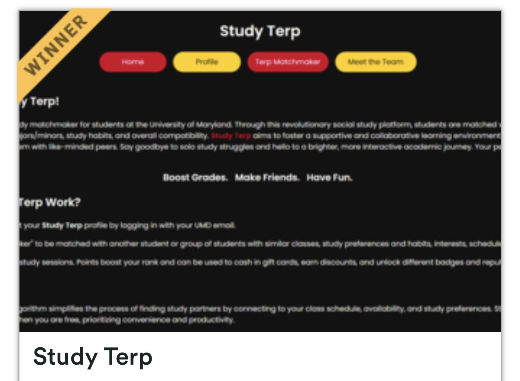 WINNER
Study Terp
Home Profile Terp Matchmaker Meet the Team
y Terp!
dy matchmaker for students at the University of Maryland. Through this revolutionary social study platform, students are matched
jors/minors, study habits, and overall compatibility. Study Terp aims to foster a supportive and collaborative learning environment
em with like-minded peers. Say goodbye to solo study struggles and hello to a brighter, more interactive academic journey. Your pe
Boost Grades. Make Friends. Have Fun.
Terp Work?
t your Study Terp profile by logging in with your UMD email.
ker" to be matched with another student or group of students with similar classes, study preferences and habits, interests, schedule
study sessions. Points boost your rank and can be used to cash in gift cards, earn discounts, and unlock different badges and reput
gorithm simplifies the process of finding study partners by connecting to your class schedule, availability, and study preferences. St
hen you are free, prioritizing convenience and productivity.
Study Terp